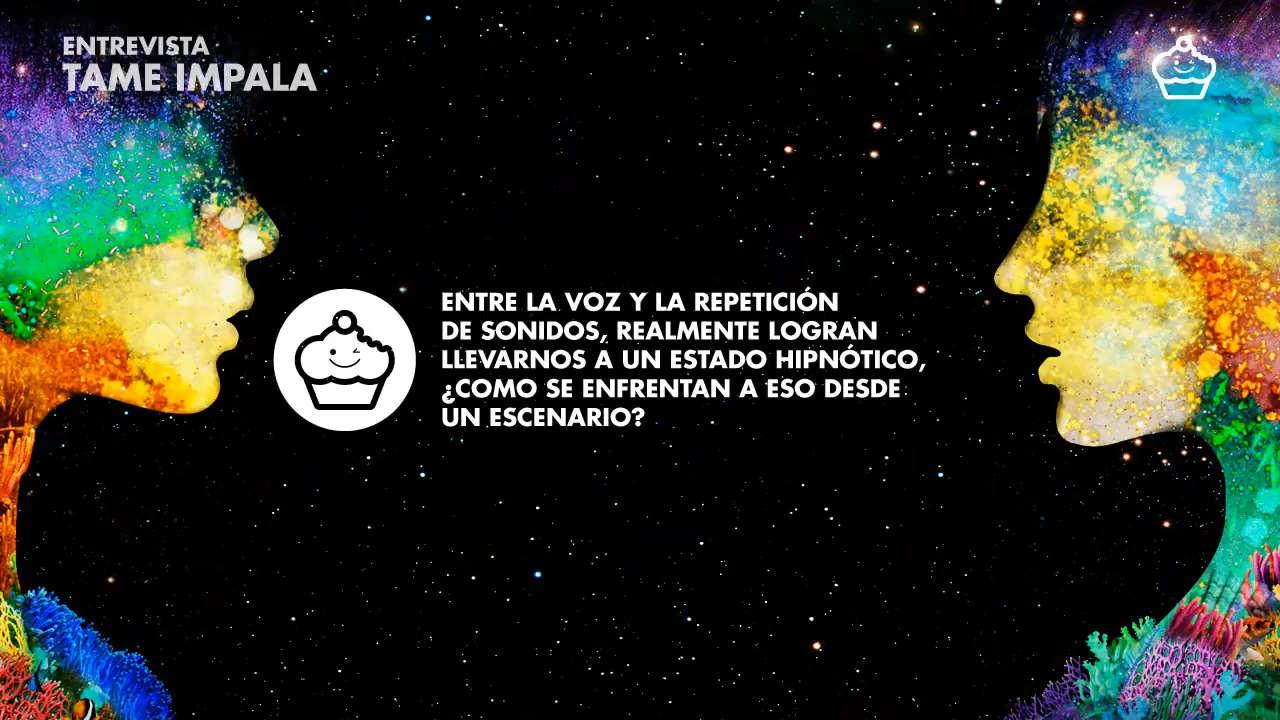 ENTREVISTA
TAME IMPALA
ENTRE LA VOZ Y LA REPETICIÓN
DE SONIDOS, REALMENTE LOGRAN
LLEVARNOS A UN ESTADO HIPNÓTICO,
¿COMO SE ENFRENTAN A ESO DESDE
UN ESCENARIO?